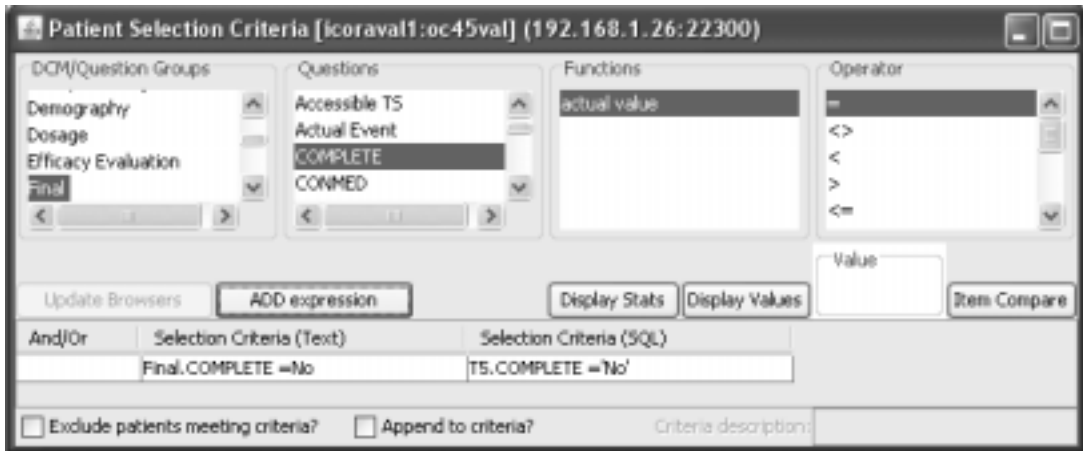 Patient Selection Criteria [icoraval1:oc45val] (192.168.1.26:22300)
DCM/Question Groups
Demography
Dosage
Efficacy Evaluation
Final
Questions
Accessible TS
Actual Event
COMPLETE
CONMED
Functions
actual value
Operator
=
<>
<
>
<=
Value
Update Browsers ADD expression Display Stats Display Values Item Compare
And/Or Selection Criteria (Text) Selection Criteria (SQL)
Final.COMPLETE =No TS.COMPLETE ='No'
Exclude patients meeting criteria? Append to criteria? Criteria description: